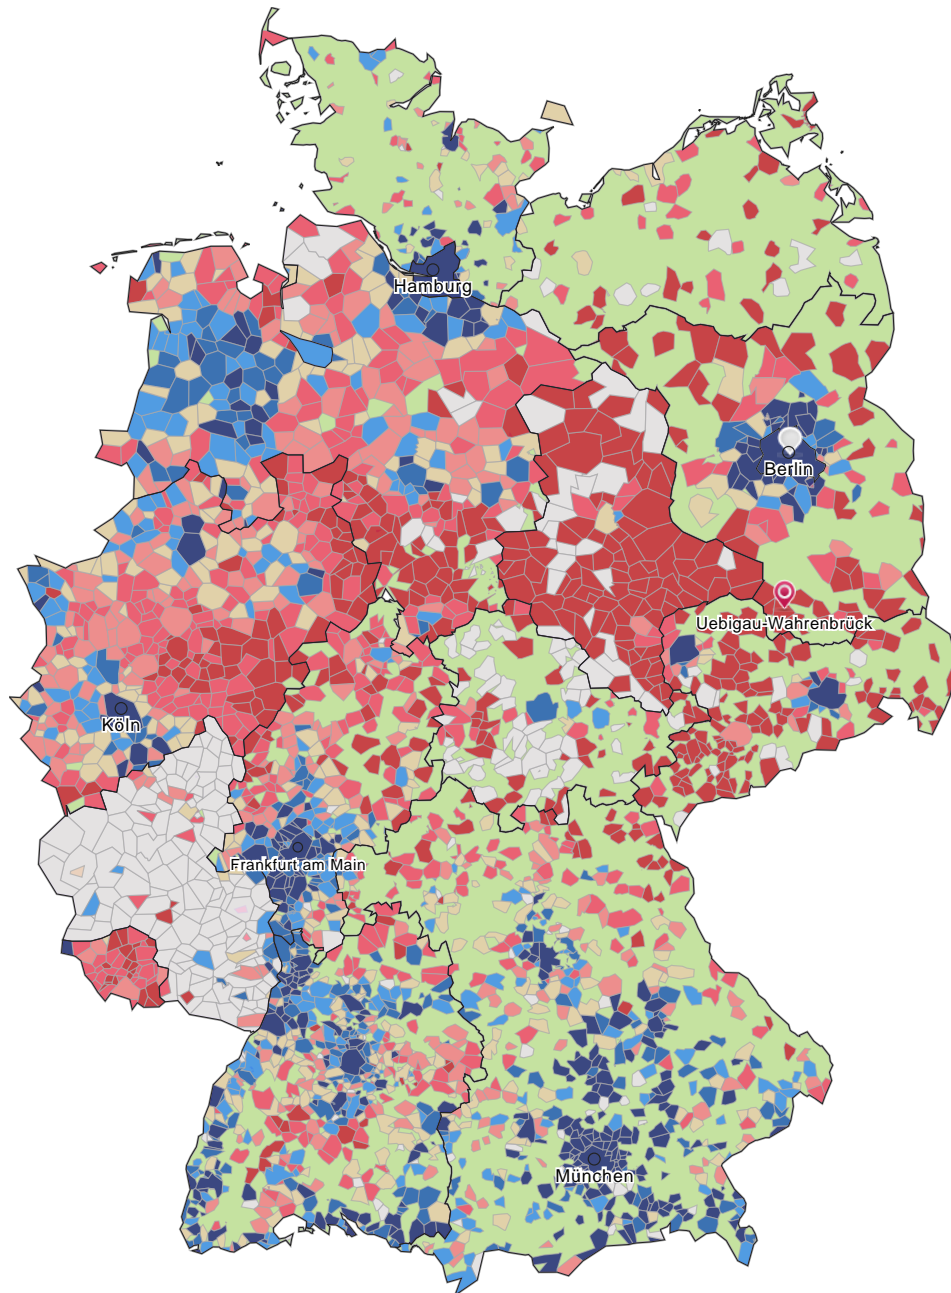 Hamburg
Berlin
Uebigau-Wahrenbrück
Köln
Frankfurt am Main
München